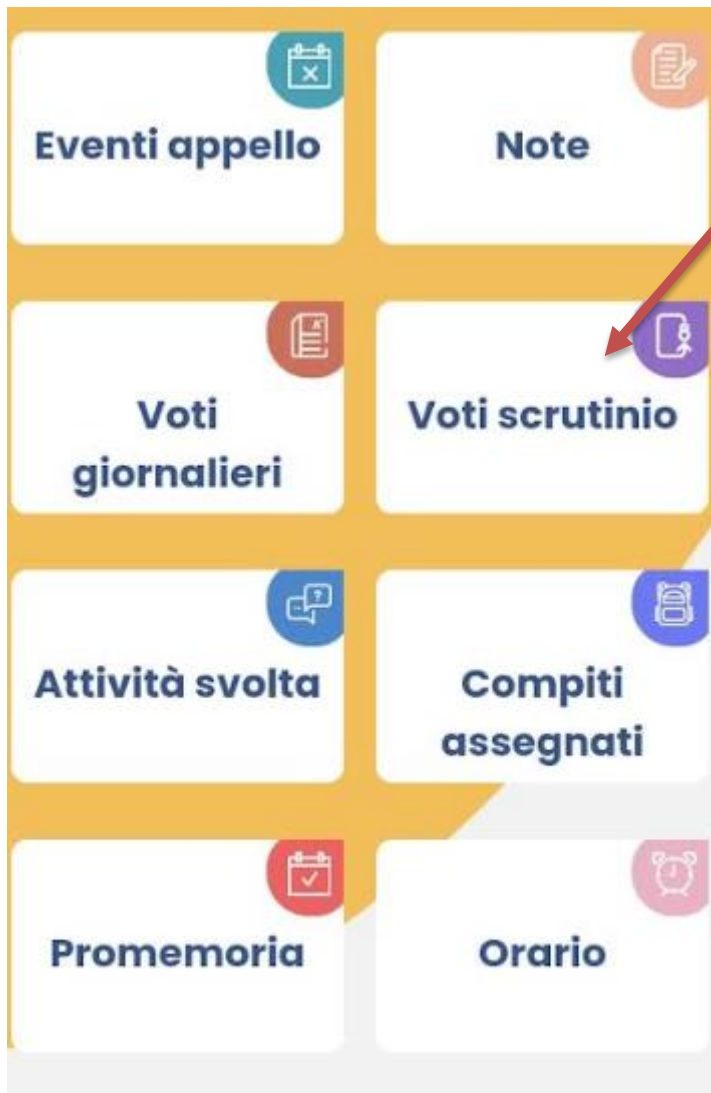 Eventi appello
Note
Voti
giornalieri
Voti scrutinio
Attività svolta
Compiti
assegnati
Promemoria
Orario